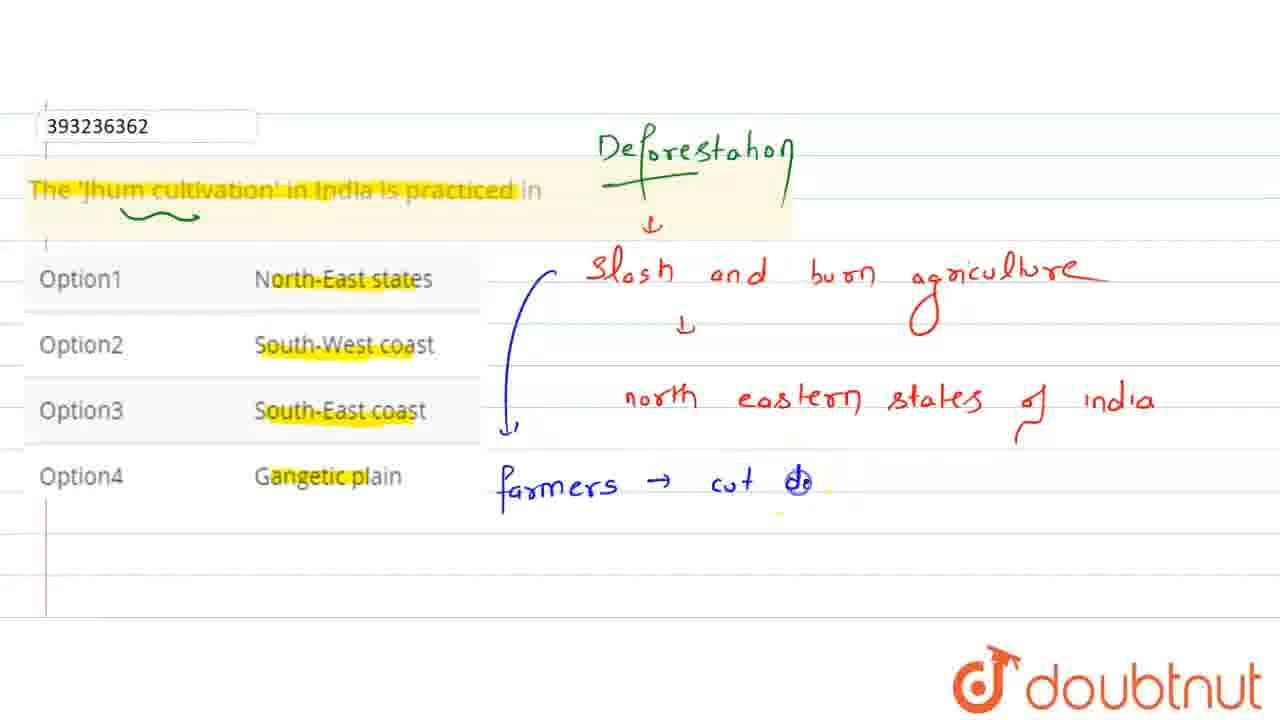 393236362
Deforestation
The 'Jhum cultivation' in India is practiced in
Slash and burn agriculture
Option1 North-East states
Option2 South-West coast
north eastern states of india
Option3 South-East coast
Option4 Gangetic plain
farmers → cut do
doubtnut